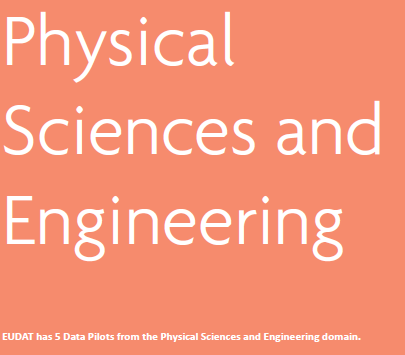 Physical
Sciences and
Engineering
EUDAT has 5 Data Pilots from the Physical Sciences and Engineering domain.